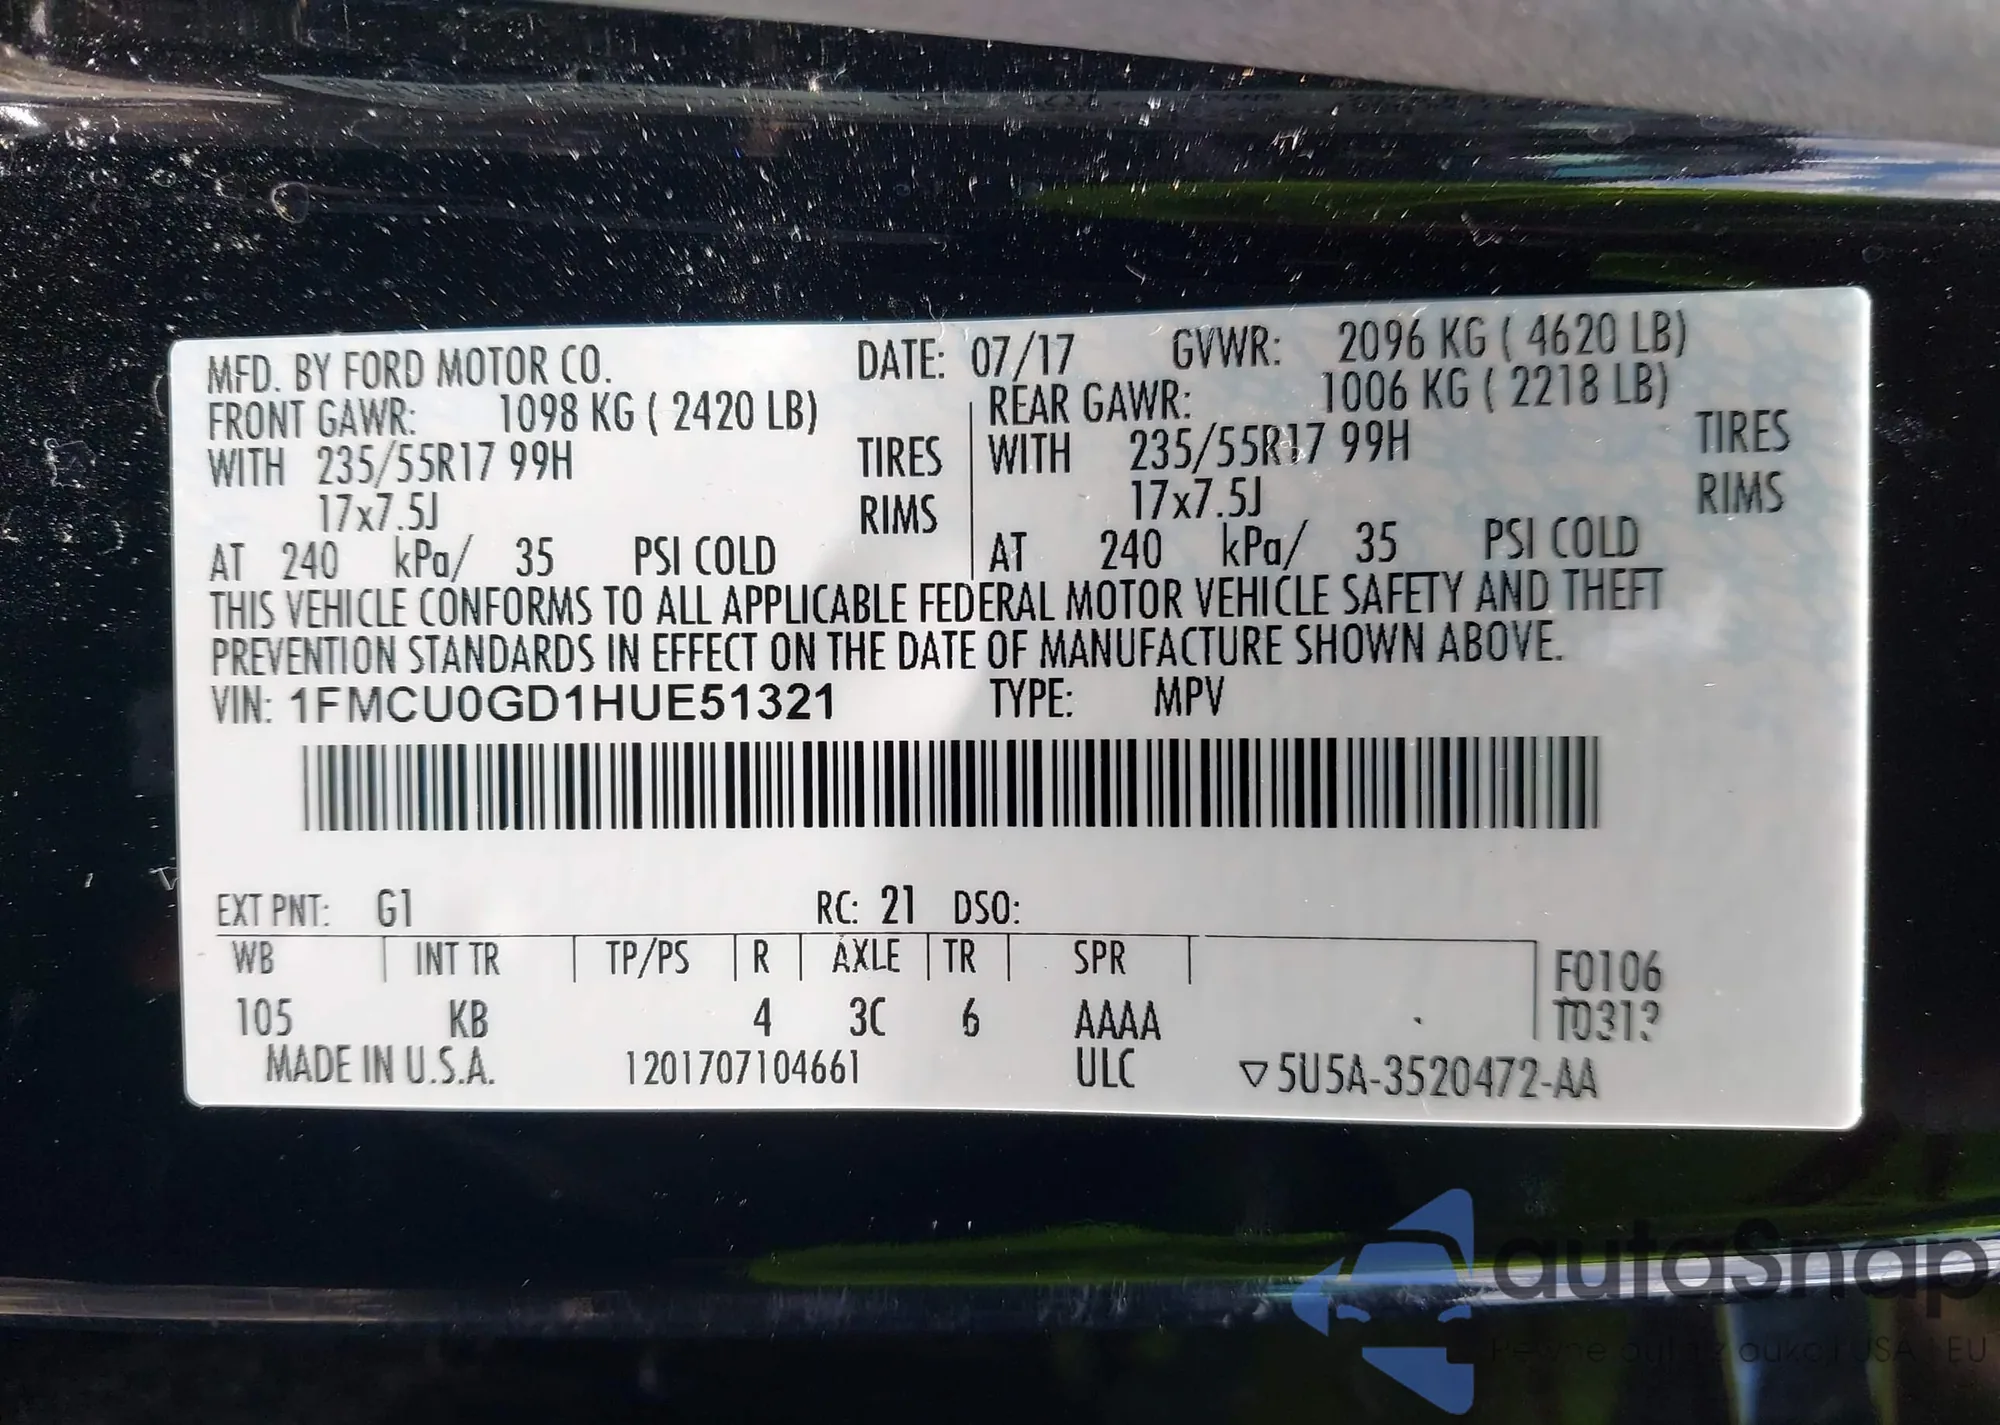 MFD. BY FORD MOTOR CO. DATE: 07/17 GVWR: 2096 KG ( 4620 LB)
FRONT GAWR: 1098 KG ( 2420 LB) REAR GAWR: 1006 KG ( 2218 LB)
WITH 235/55R17 99H TIRES WITH 235/55R17 99H TIRES
17x7.5J RIMS 17x7.5J RIMS
AT 240 kPa/ 35 PSI COLD AT 240 kPa/ 35 PSI COLD
THIS VEHICLE CONFORMS TO ALL APPLICABLE FEDERAL MOTOR VEHICLE SAFETY AND THEFT
PREVENTION STANDARDS IN EFFECT ON THE DATE OF MANUFACTURE SHOWN ABOVE.
VIN: 1FMCU0GD1HUE51321 TYPE: MPV
EXT PNT: G1 RC: 21 DSO:
WB INT TR TP/PS R AXLE TR SPR F0106
105 KB 4 3C 6 AAAA
MADE IN U.S.A. 1201707104661 ULC ▽5U5A-3520472-AA
autaSnap
USA EU